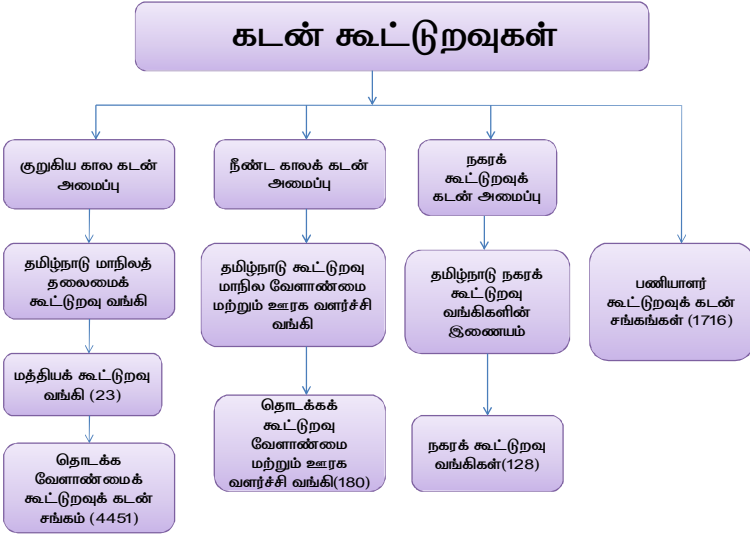 கடன் கூட்டுறவுகள்
குறுகிய கால கடன்
அமைப்பு
தமிழ்நாடு மாநிலத்
தலைமைக்
கூட்டுறவு வங்கி
மத்தியக் கூட்டுறவு
வங்கி (23)
தொடக்க
வேளாண்மைக்
கூட்டுறவுக் கடன்
சங்கம் (4451)
நீண்ட காலக் கடன்
அமைப்பு
தமிழ்நாடு கூட்டுறவு
மாநில வேளாண்மை
மற்றும் ஊரக வளர்ச்சி
வங்கி
தொடக்கக்
கூட்டுறவு
வேளாண்மை
மற்றும் ஊரக
வளர்ச்சி வங்கி(180)
நகரக்
கூட்டுறவுக்
கடன் அமைப்பு
தமிழ்நாடு நகரக்
கூட்டுறவு
வங்கிகளின்
இணையம்
நகரக் கூட்டுறவு
வங்கிகள்(128)
பணியாளர்
கூட்டுறவுக் கடன்
சங்கங்கள் (1716)